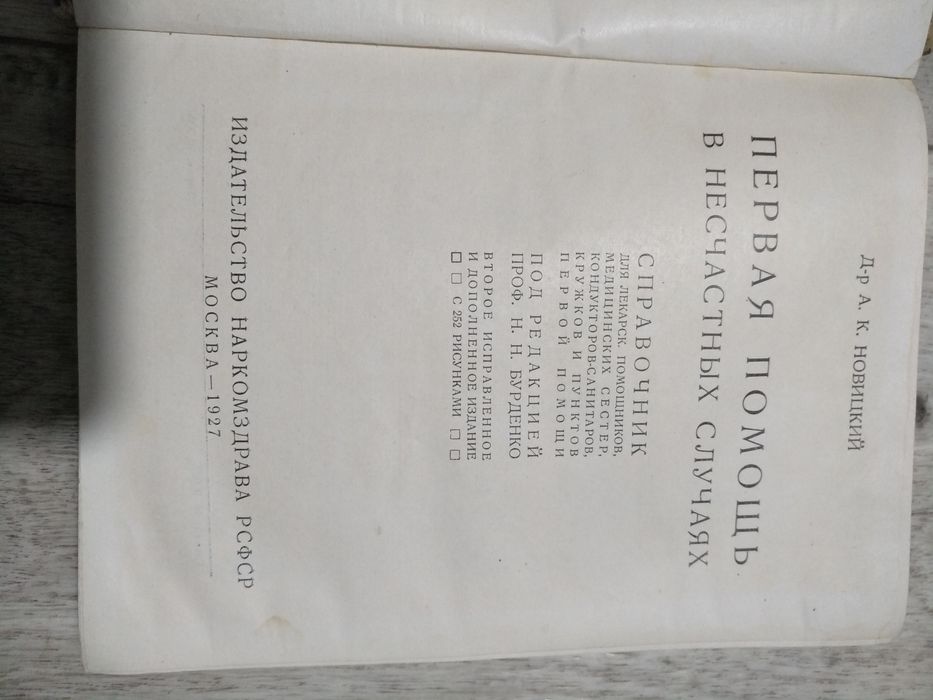 Д-р А. К. НОВИЦКИЙ
ПЕРВАЯ ПОМОЩЬ
В НЕСЧАСТНЫХ СЛУЧАЯХ
СПРАВОЧНИК
ДЛЯ ЛЕКАРСК. ПОМОЩНИКОВ,
МЕДИЦИНСКИХ СЕСТЕР,
КОНДУКТОРОВ-САНИТАРОВ,
КРУЖКОВ И ПУНКТОВ
ПЕРВОЙ ПОМОЩИ
ПОД РЕДАКЦИЕЙ
ПРОФ. Н. Н. БУРДЕНКО
ВТОРОЕ ИСПРАВЛЕННОЕ
И ДОПОЛНЕННОЕ ИЗДАНИЕ
□ □ С 252 РИСУНКАМИ □ □
ИЗДАТЕЛЬСТВО НАРКОМЗДРАВА РСФСР
МОСКВА—1927